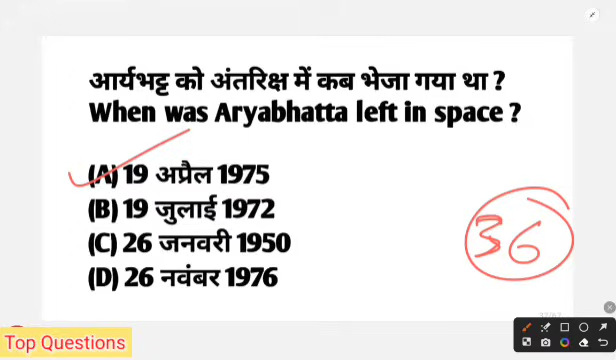 आर्यभट्ट को अंतरिक्ष में कब भेजा गया था ?
When was Aryabhatta left in space ?
(A) 19 अप्रैल 1975
(B) 19 जुलाई 1972
(C) 26 जनवरी 1950
(D) 26 नवंबर 1976
36
Top Questions